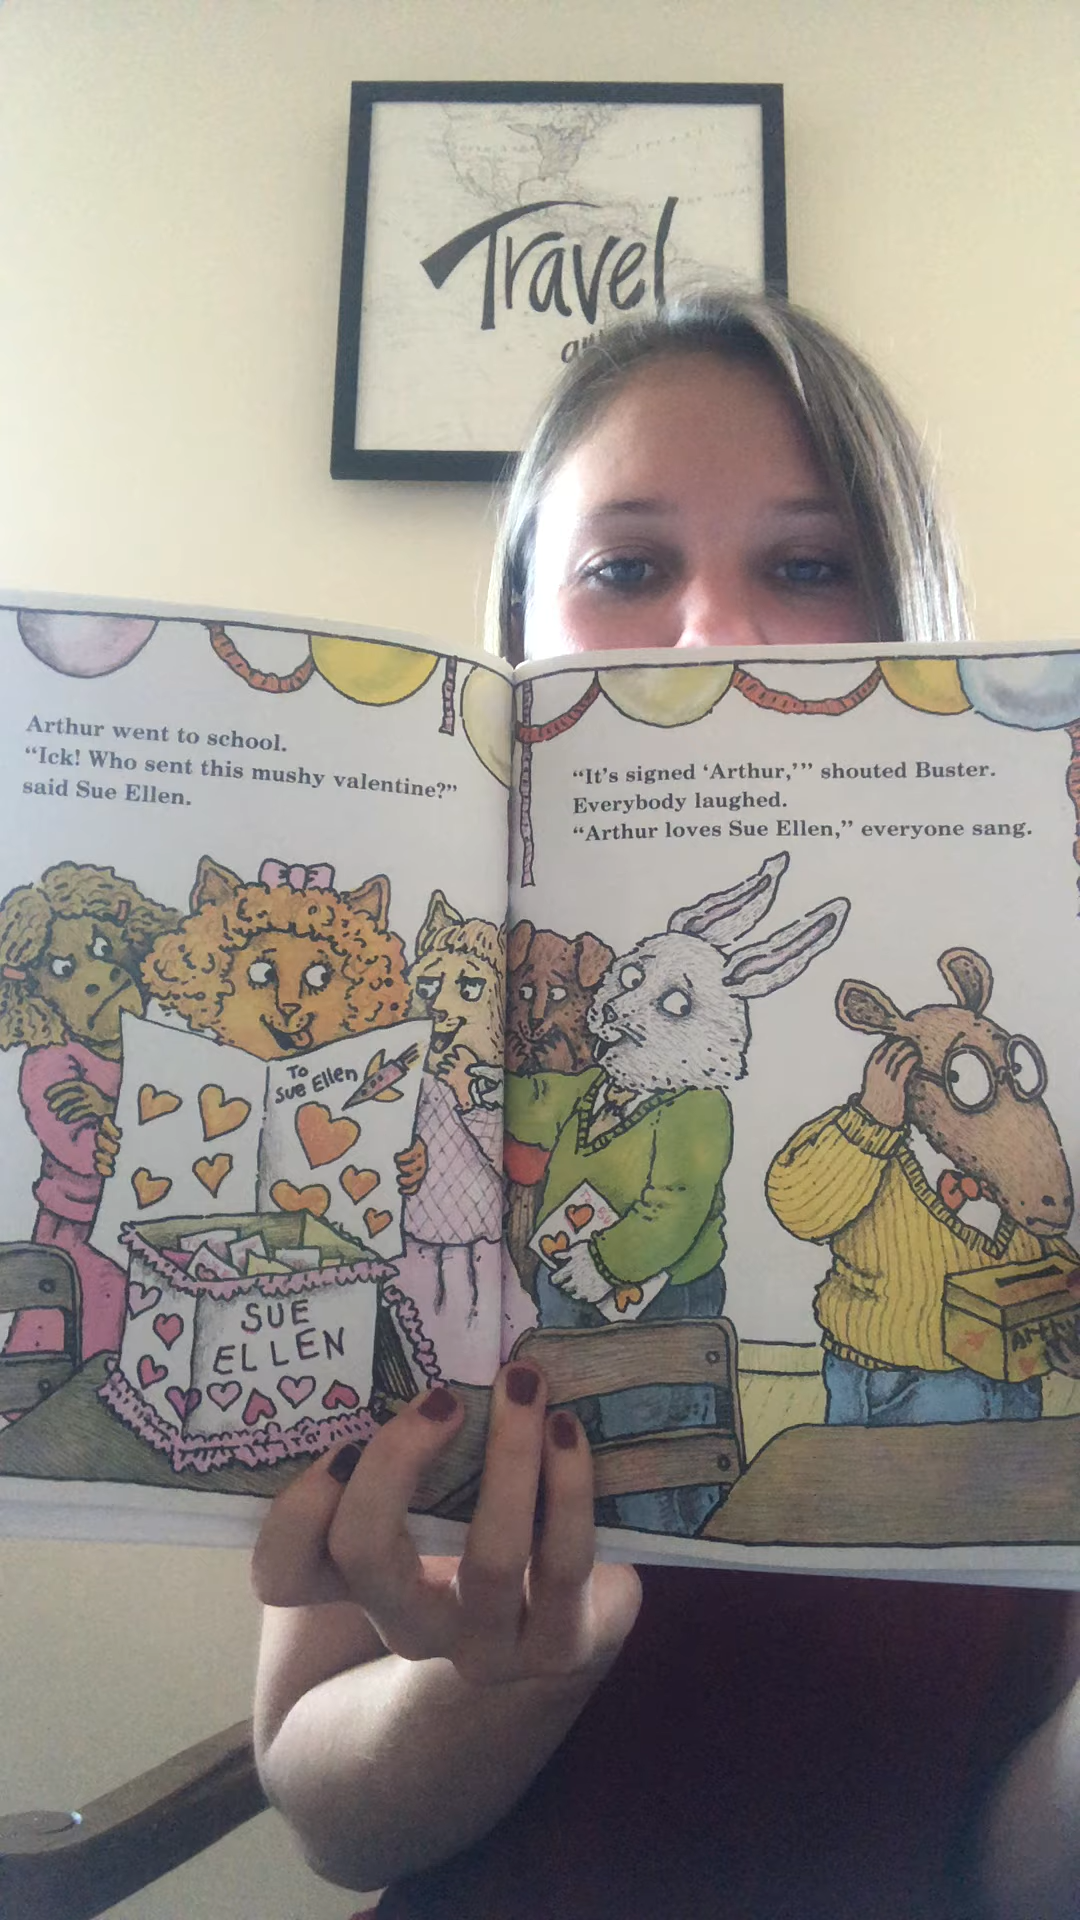 Travel
Arthur went to school.
“Ick! Who sent this mushy valentine?”
said Sue Ellen.
“It's signed ‘Arthur,’” shouted Buster.
Everybody laughed.
“Arthur loves Sue Ellen,” everyone sang.
To
Sue Ellen
SUE
ELLEN
Arthur